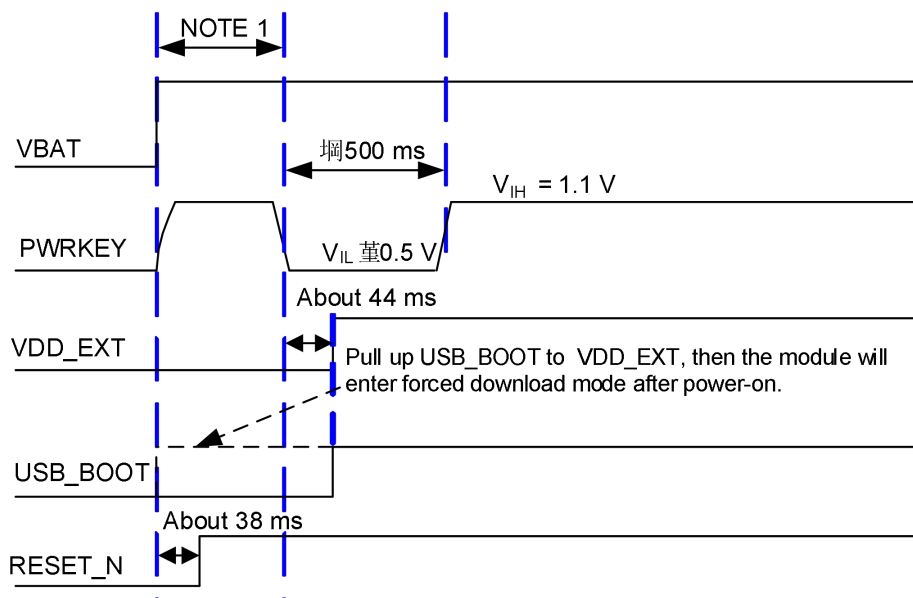 NOTE 1
VBAT
堈500 ms
V_IH = 1.1 V
PWRKEY
V_IL 堇0.5 V
About 44 ms
VDD_EXT
Pull up USB_BOOT to VDD_EXT, then the module will
enter forced download mode after power-on.
USB_BOOT
About 38 ms
RESET_N